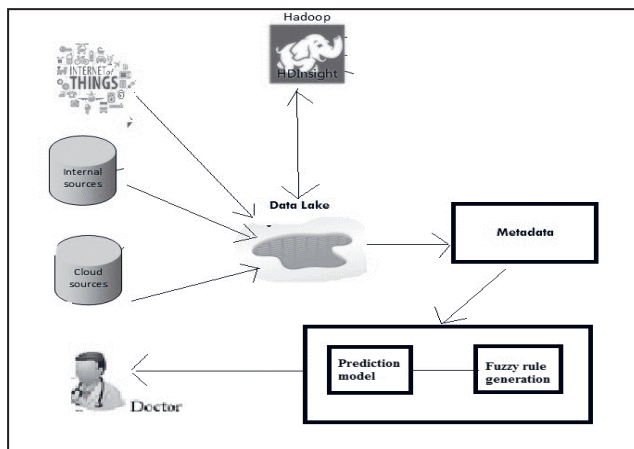 Hadoop
HDInsight
INTERNET of
THINGS
Internal
sources
Cloud
sources
Data Lake
Metadata
Prediction
model
Fuzzy rule
generation
Doctor